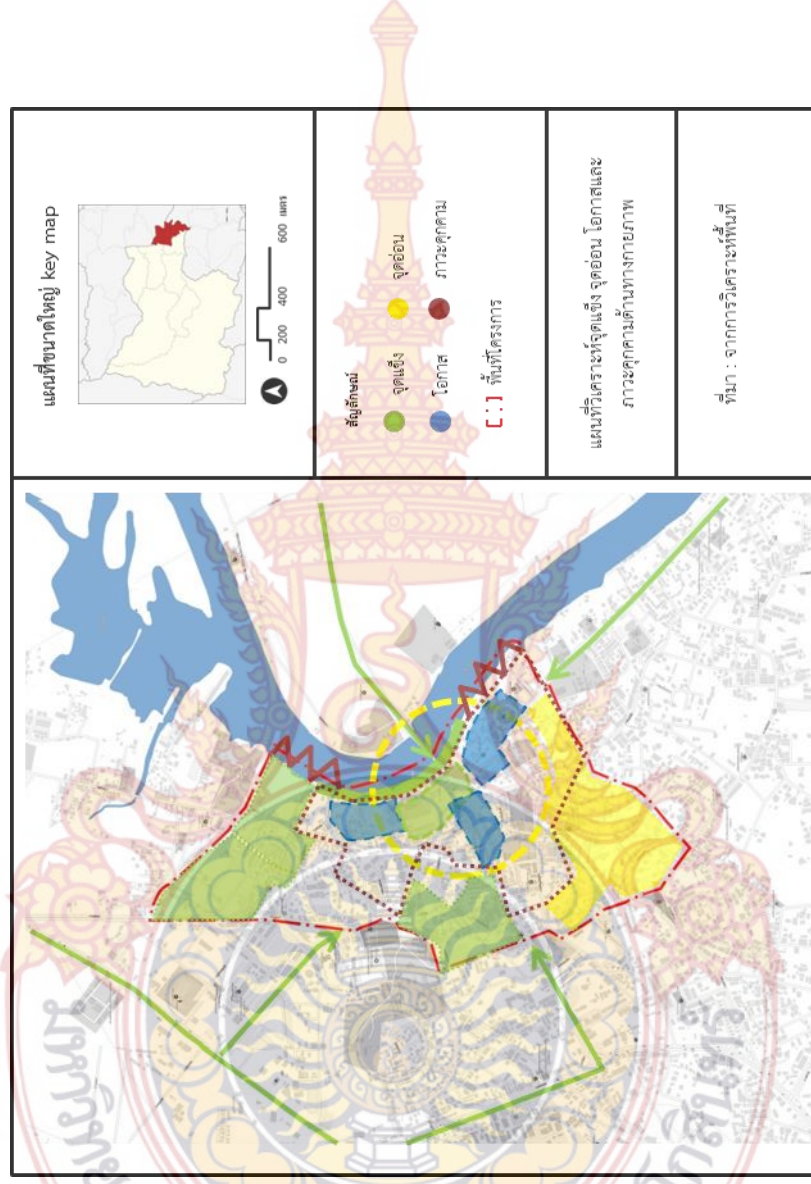 แผนที่ขนาดใหญ่ key map
0 200 400 600 เมตร
สัญลักษณ์
จุดแข็ง
จุดอ่อน
โอกาส
ภาวะคุกคาม
พื้นที่โครงการ
แผนที่วิเคราะห์จุดแข็ง จุดอ่อน โอกาสและ
ภาวะคุกคามด้านทางกายภาพ
ที่มา : จากการวิเคราะห์พื้นที่